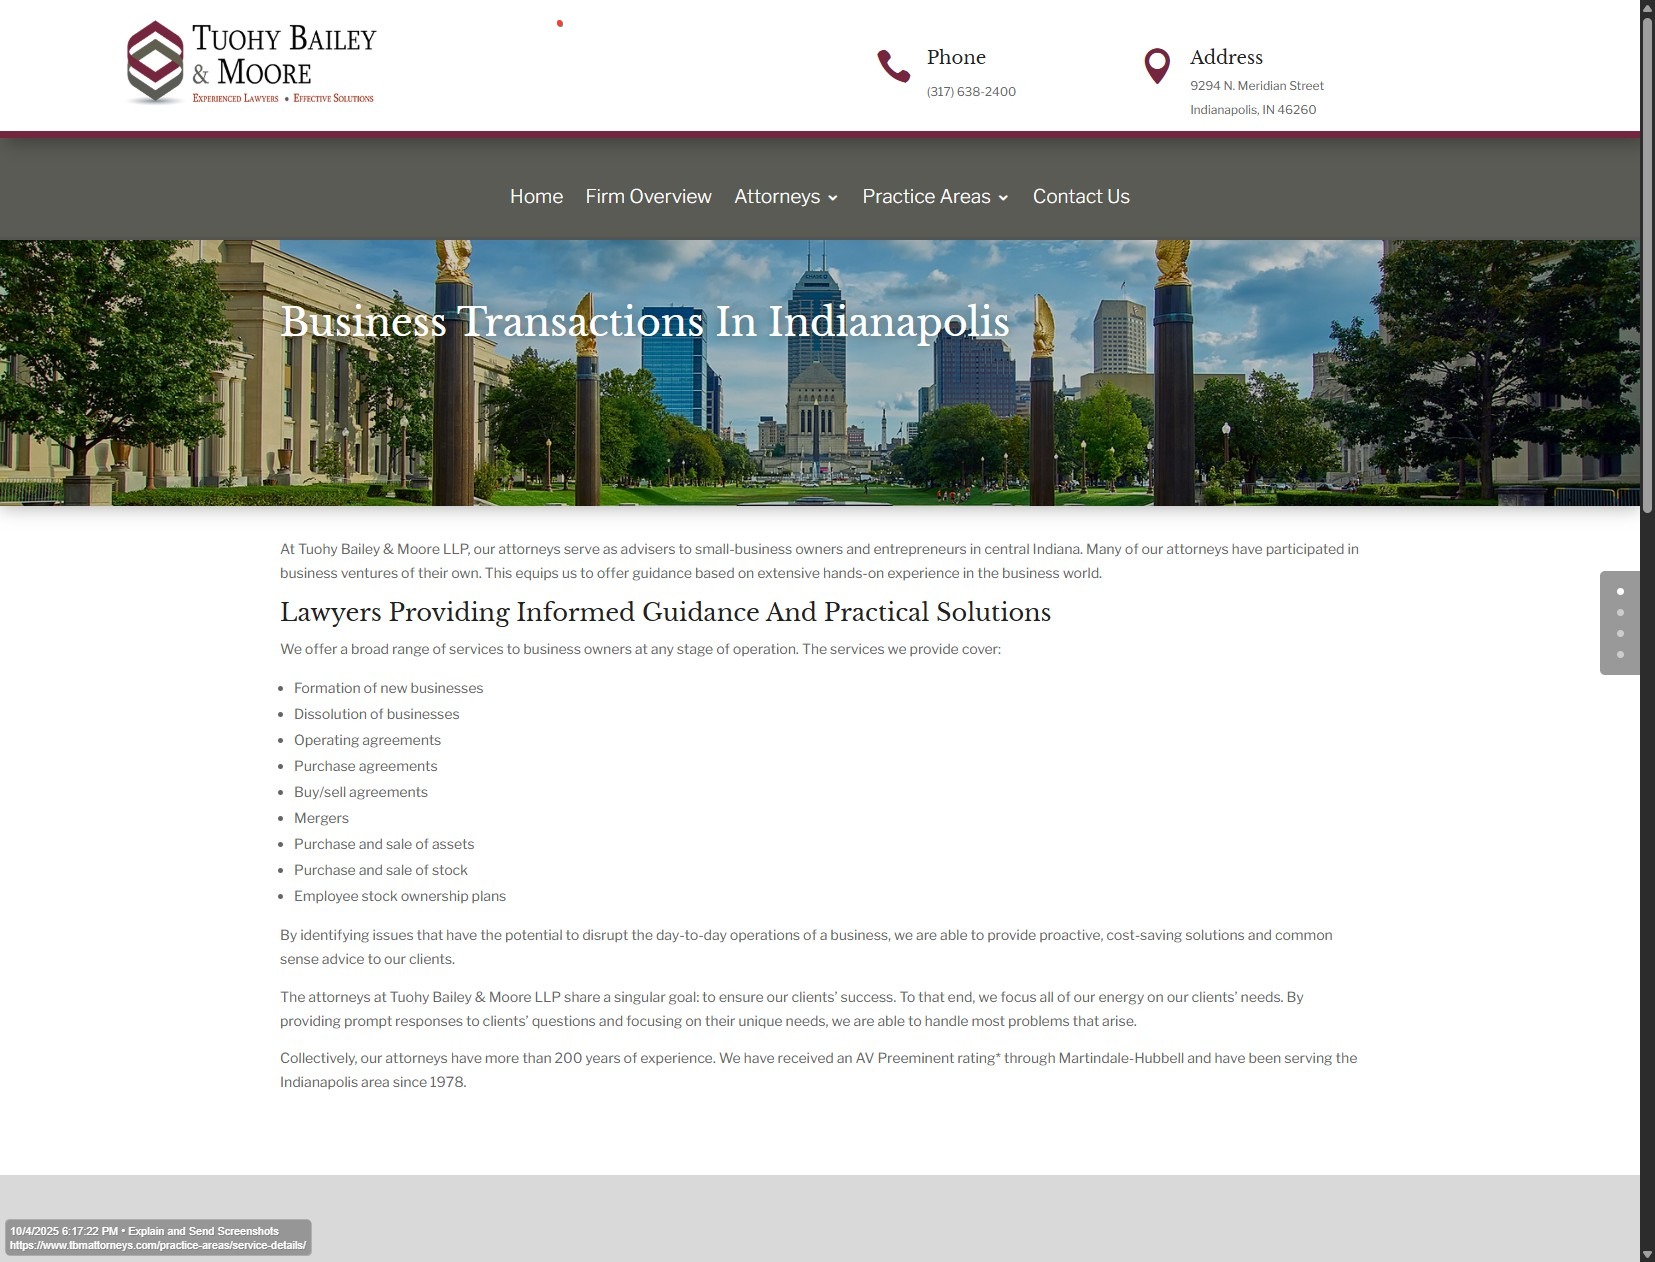 TUOHY BAILEY
& MOORE
EXPERIENCED LAWYERS • EFFECTIVE SOLUTIONS
Phone
(317) 638-2400
Address
9294 N. Meridian Street
Indianapolis, IN 46260
Home Firm Overview Attorneys Practice Areas Contact Us
Business Transactions In Indianapolis
At Tuohy Bailey & Moore LLP, our attorneys serve as advisers to small-business owners and entrepreneurs in central Indiana. Many of our attorneys have participated in
business ventures of their own. This equips us to offer guidance based on extensive hands-on experience in the business world.
Lawyers Providing Informed Guidance And Practical Solutions
We offer a broad range of services to business owners at any stage of operation. The services we provide cover:
• Formation of new businesses
• Dissolution of businesses
• Operating agreements
• Purchase agreements
• Buy/sell agreements
• Mergers
• Purchase and sale of assets
• Purchase and sale of stock
• Employee stock ownership plans
By identifying issues that have the potential to disrupt the day-to-day operations of a business, we are able to provide proactive, cost-saving solutions and common
sense advice to our clients.
The attorneys at Tuohy Bailey & Moore LLP share a singular goal: to ensure our clients’ success. To that end, we focus all of our energy on our clients’ needs. By
providing prompt responses to clients’ questions and focusing on their unique needs, we are able to handle most problems that arise.
Collectively, our attorneys have more than 200 years of experience. We have received an AV Preeminent rating* through Martindale-Hubbell and have been serving the
Indianapolis area since 1978.
10/4/2025 6:17:22 PM • Explain and Send Screenshots
https://www.tbmattorneys.com/practice-areas/service-details/